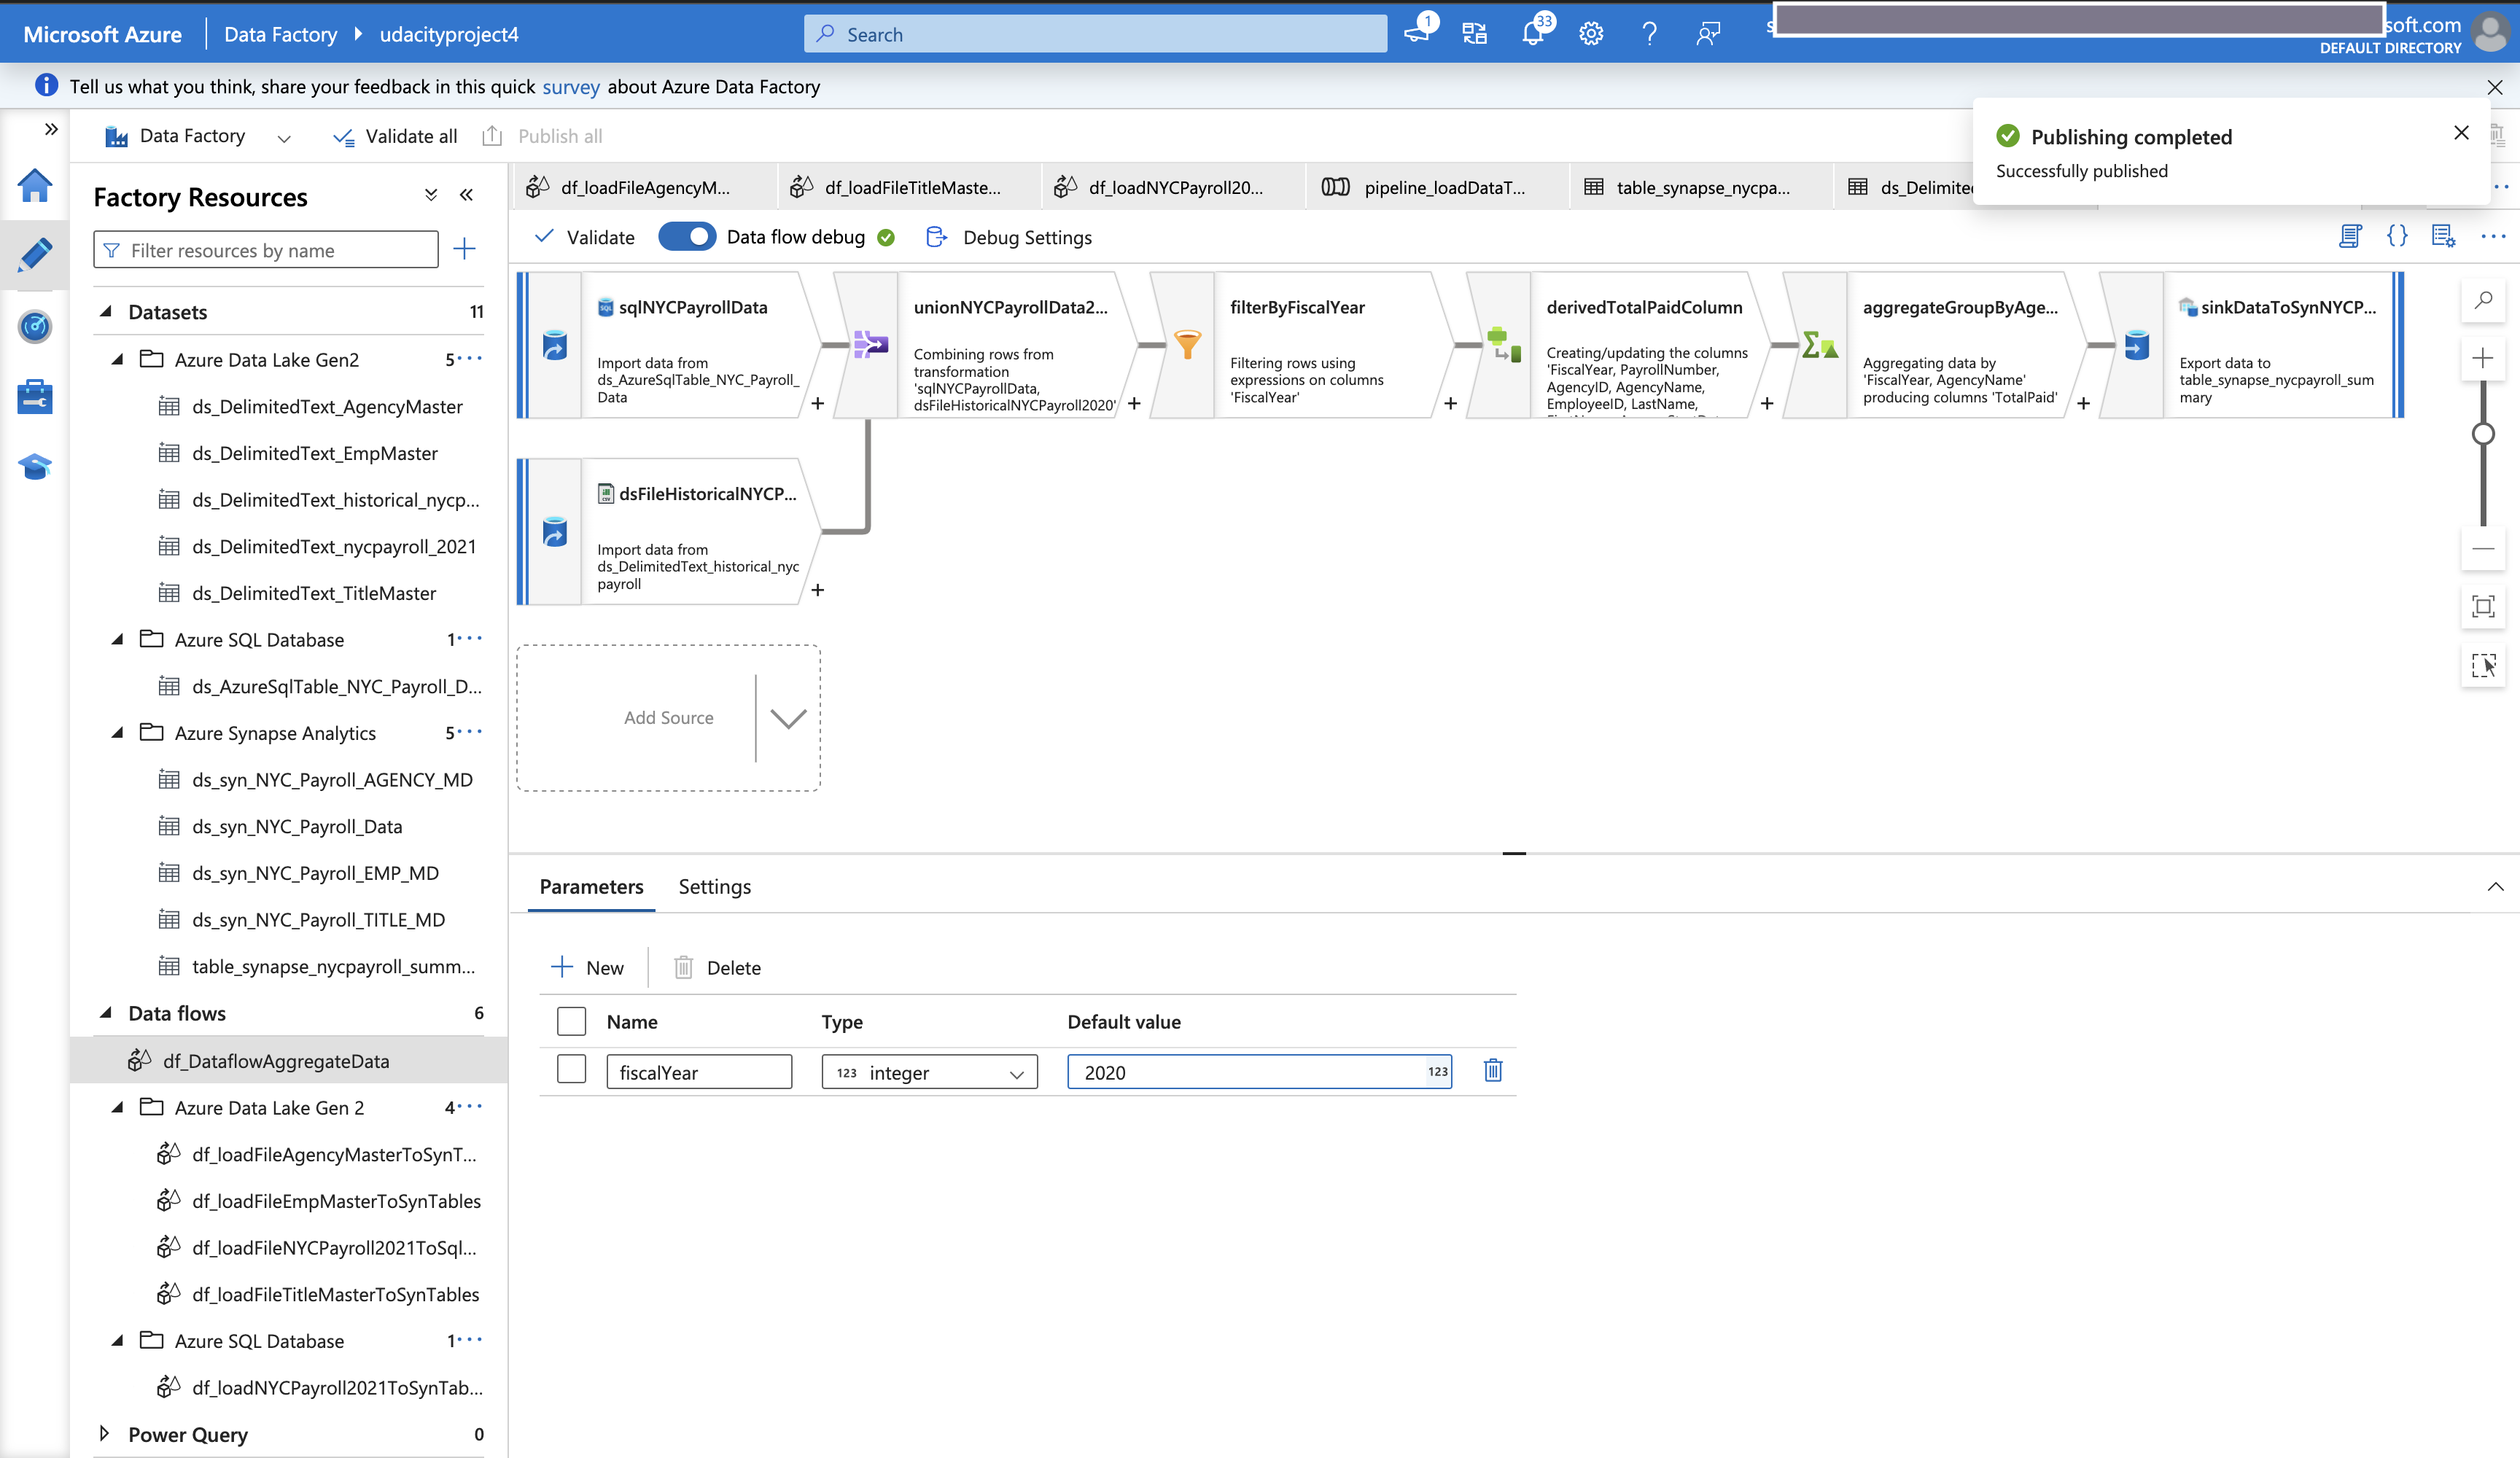 Microsoft Azure
Data Factory
udacityproject4
Search
1
33
soft.com
DEFAULT DIRECTORY
Tell us what you think, share your feedback in this quick survey about Azure Data Factory
Data Factory
Validate all
Publish all
Publishing completed
Successfully published
Factory Resources
Filter resources by name
Datasets 11
Azure Data Lake Gen2 5
ds_DelimitedText_AgencyMaster
ds_DelimitedText_EmpMaster
ds_DelimitedText_historical_nycp...
ds_DelimitedText_nycpayroll_2021
ds_DelimitedText_TitleMaster
Azure SQL Database 1
ds_AzureSqlTable_NYC_Payroll_D...
Azure Synapse Analytics 5
ds_syn_NYC_Payroll_AGENCY_MD
ds_syn_NYC_Payroll_Data
ds_syn_NYC_Payroll_EMP_MD
ds_syn_NYC_Payroll_TITLE_MD
table_synapse_nycpayroll_summ...
Data flows 6
df_DataflowAggregateData
Azure Data Lake Gen 2 4
df_loadFileAgencyMasterToSynT...
df_loadFileEmpMasterToSynTables
df_loadFileNYCPayroll2021ToSql...
df_loadFileTitleMasterToSynTables
Azure SQL Database 1
df_loadNYCPayroll2021ToSynTab...
Power Query 0
df_loadFileAgencyM...
df_loadFileTitleMaste...
df_loadNYCPayroll20...
pipeline_loadDataT...
table_synapse_nycpa...
ds_Delimite
Validate
Data flow debug
Debug Settings
sqlNYCPayrollData
Import data from
ds_AzureSqlTable_NYC_Payroll_
Data
unionNYCPayrollData2...
Combining rows from
transformation
'sqlNYCPayrollData,
dsFileHistoricalNYCPayroll2020'
filterByFiscalYear
Filtering rows using
expressions on columns
'FiscalYear'
derivedTotalPaidColumn
Creating/updating the columns
'FiscalYear, PayrollNumber,
AgencyID, AgencyName,
EmployeeID, LastName,
aggregateGroupByAge...
Aggregating data by
'FiscalYear, AgencyName'
producing columns 'TotalPaid'
sinkDataToSynNYCP...
Export data to
table_synapse_nycpayroll_sum
mary
dsFileHistoricalNYCP...
Import data from
ds_DelimitedText_historical_nyc
payroll
Add Source
Parameters
Settings
New
Delete
Name Type Default value
fiscalYear 123 integer 2020 123